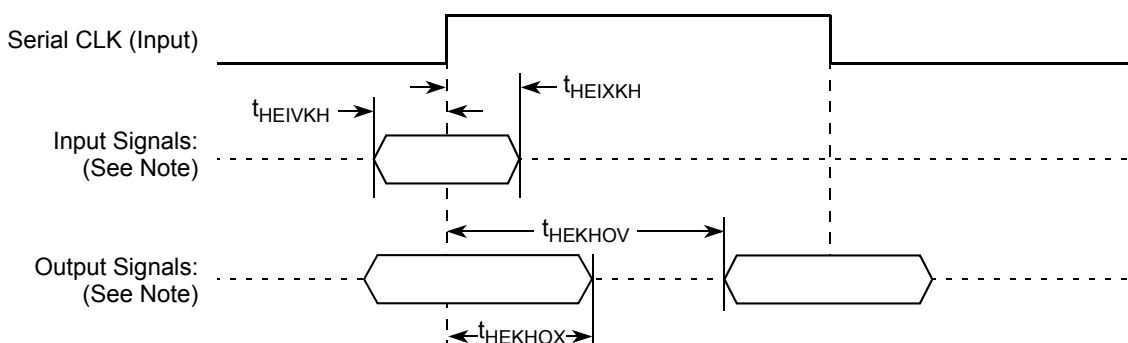 Serial CLK (Input)
tHEIXKH
tHEIVKH
Input Signals:
(See Note)
tHEKHOV
Output Signals:
(See Note)
tHEKHOX